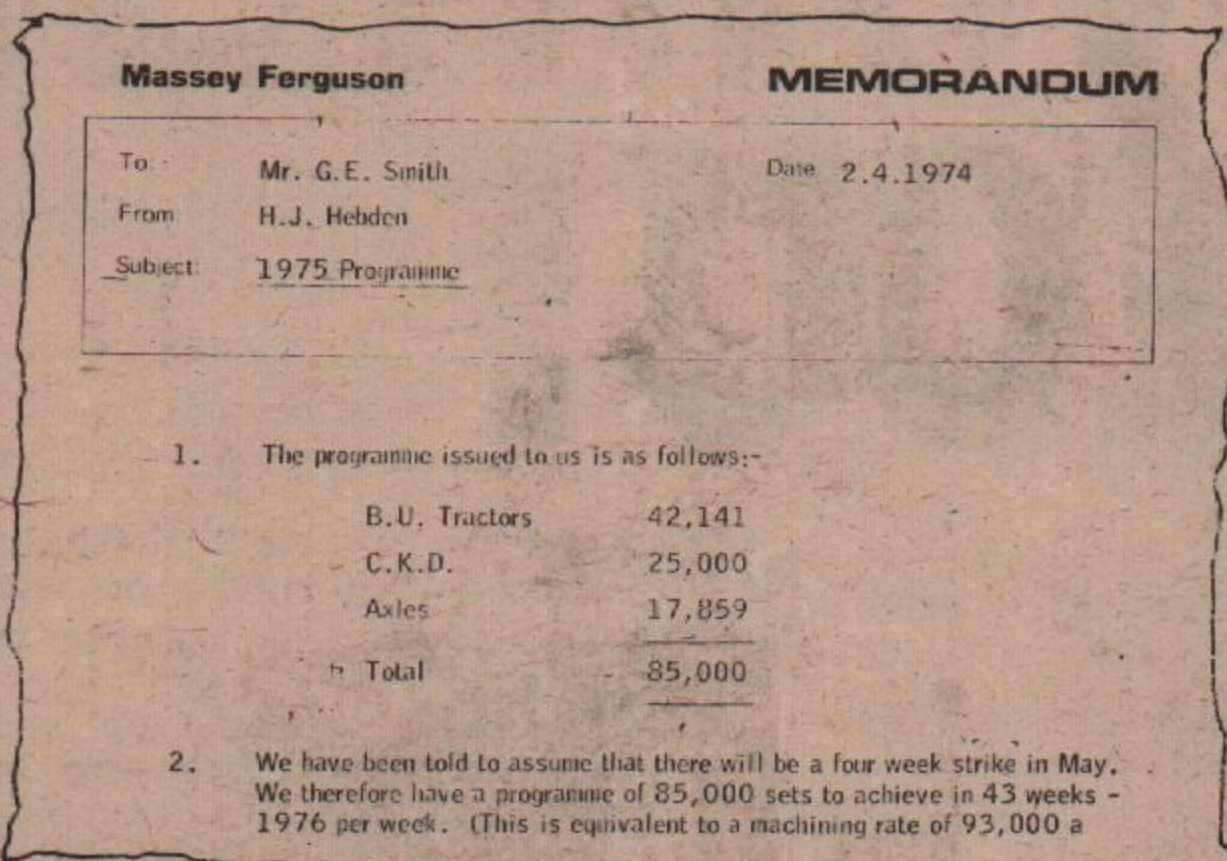 Massey Ferguson MEMORANDUM
To: Mr. G.E. Smith Date 2.4.1974
From H.J. Hebden
Subject: 1975 Programme
1. The programme issued to us is as follows:-
B.U. Tractors 42,141
C.K.D. 25,000
Axles 17,859
Total 85,000
2. We have been told to assume that there will be a four week strike in May.
We therefore have a programme of 85,000 sets to achieve in 43 weeks -
1976 per week. (This is equivalent to a machining rate of 93,000 a